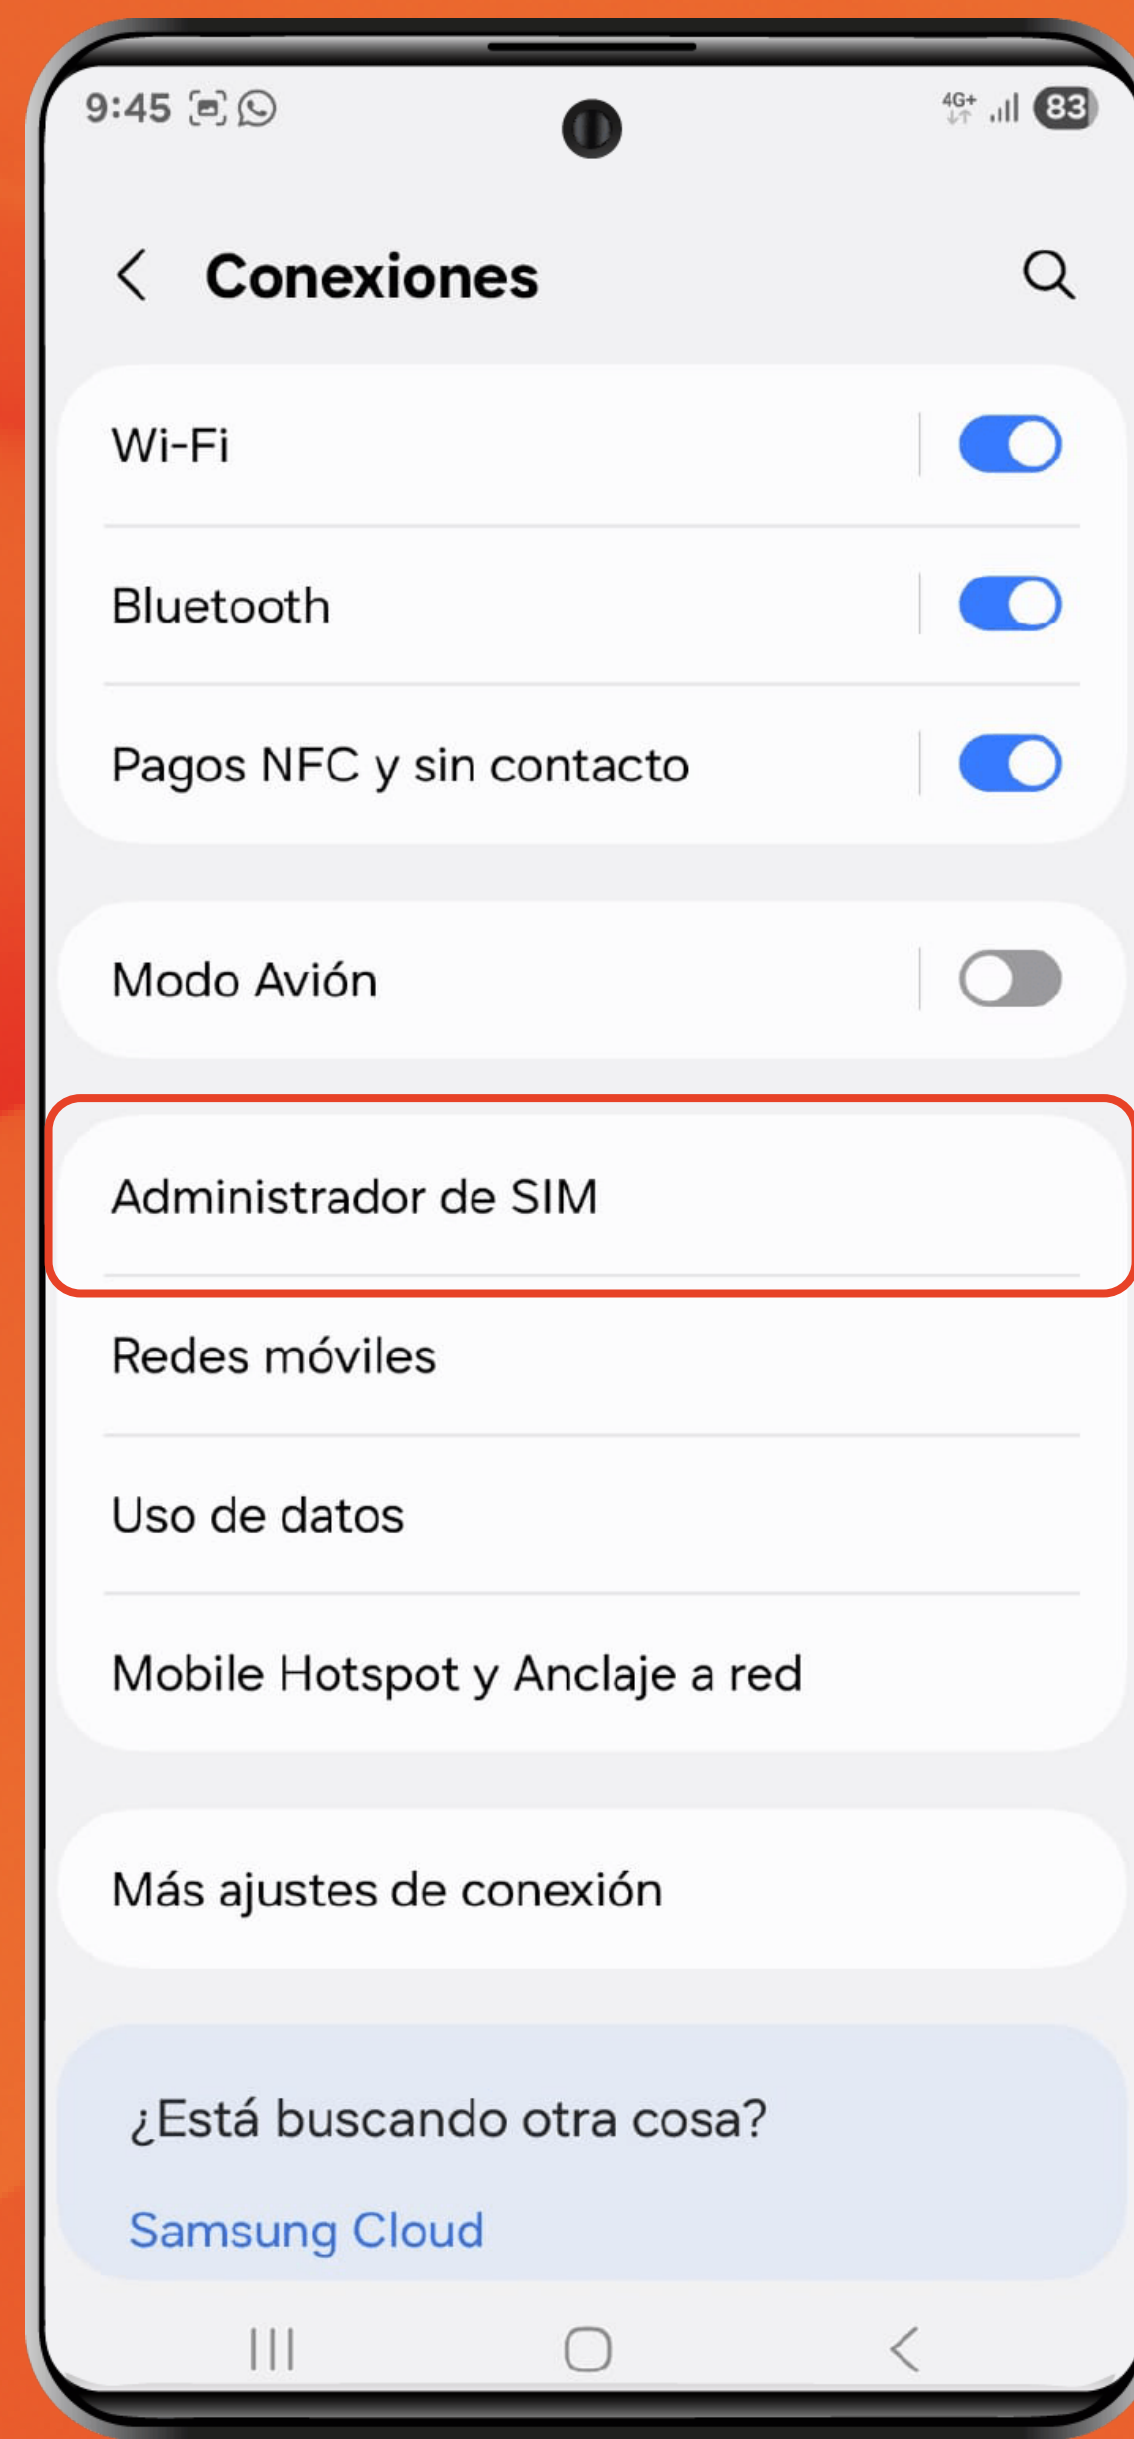 9:45
4G+
83
Conexiones
Wi-Fi
Bluetooth
Pagos NFC y sin contacto
Modo Avión
Administrador de SIM
Redes móviles
Uso de datos
Mobile Hotspot y Anclaje a red
Más ajustes de conexión
¿Está buscando otra cosa?
Samsung Cloud